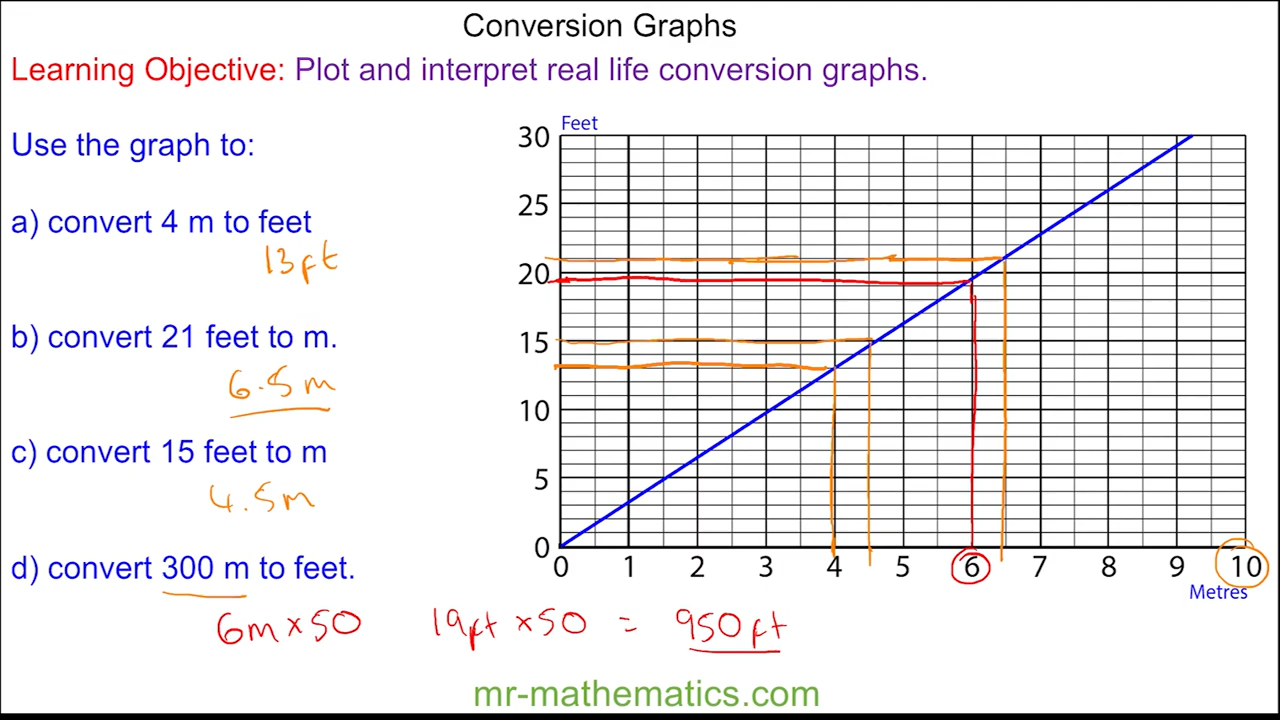 Conversion Graphs
Learning Objective: Plot and interpret real life conversion graphs.
Use the graph to:
a) convert 4 m to feet
13ft
b) convert 21 feet to m.
6.5m
c) convert 15 feet to m
4.5m
d) convert 300 m to feet.
6m×50 19ft×50 = 950ft
Feet
30
25
20
15
10
5
0
0 1 2 3 4 5 6 7 8 9 10
Metres
mr-mathematics.com